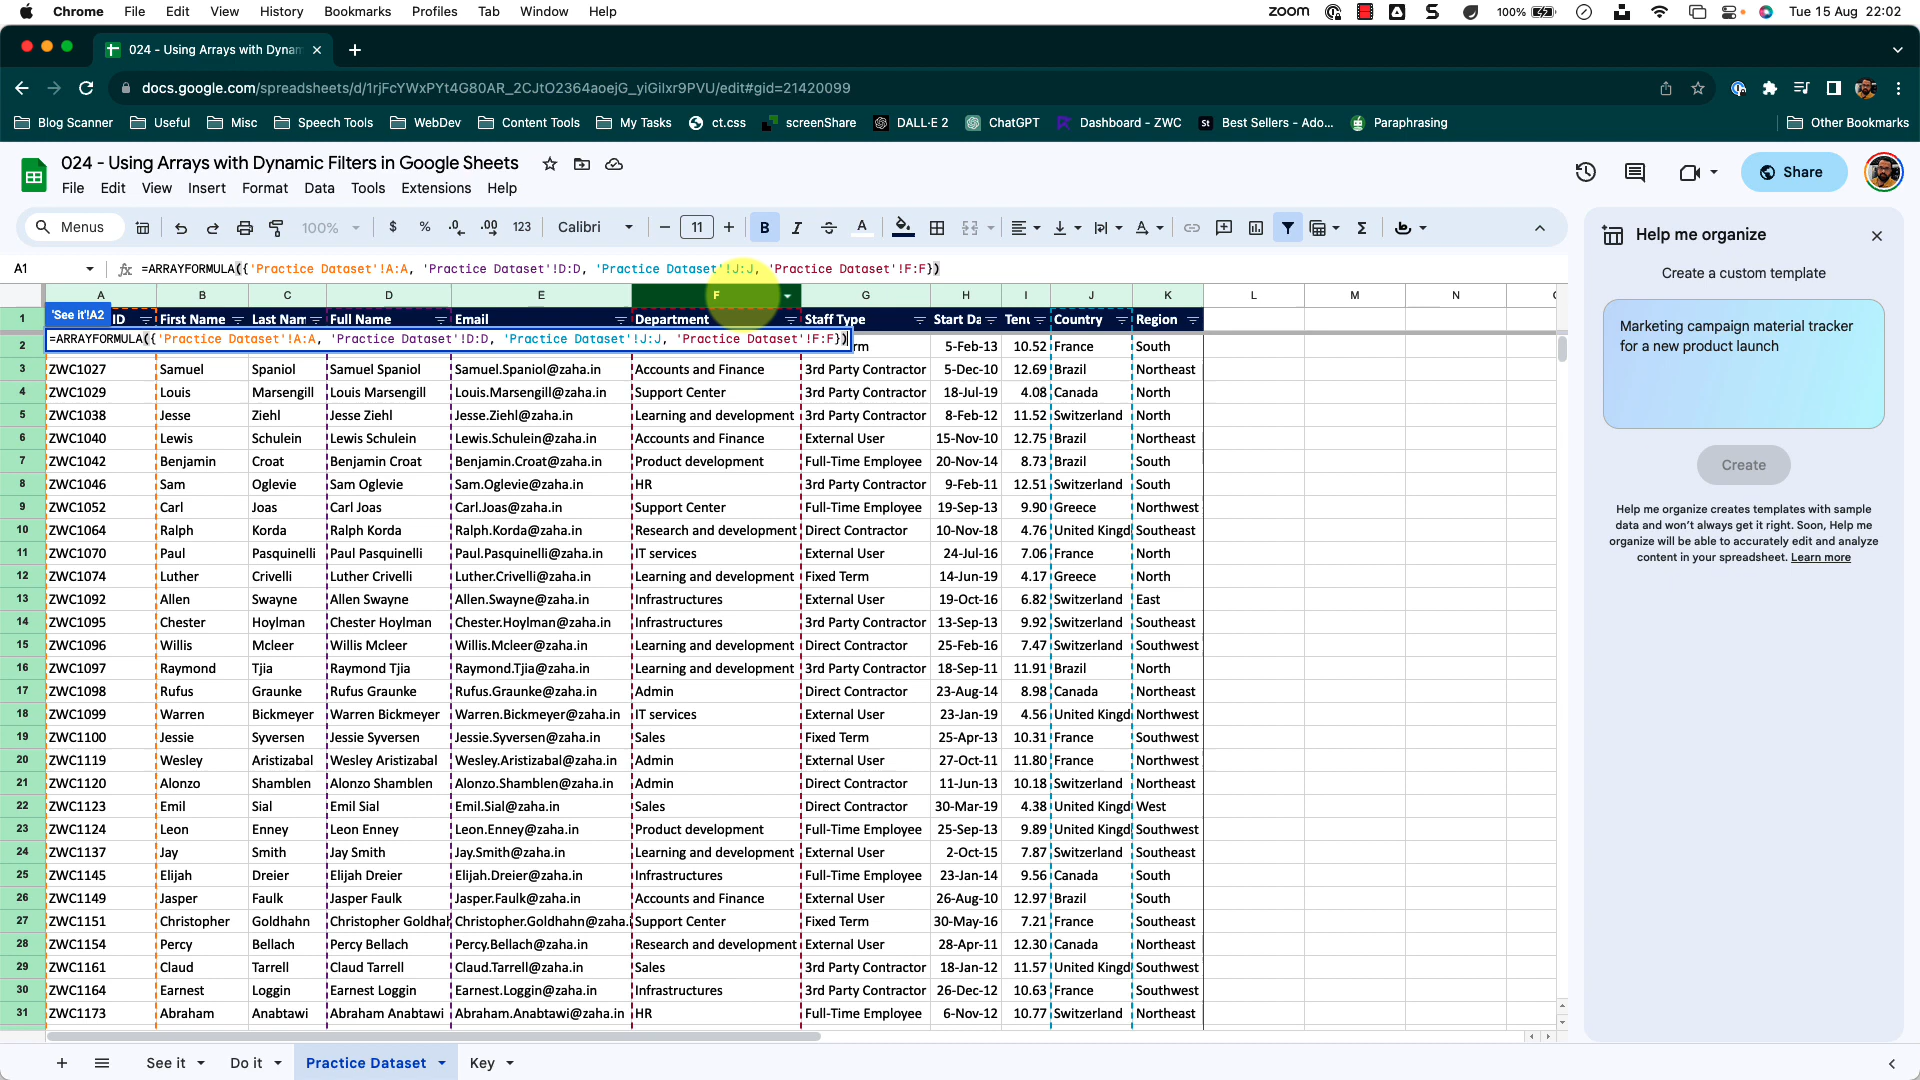 Chrome File Edit View History Bookmarks Profiles Tab Window Help zoom 100% Tue 15 Aug 22:02
024 - Using Arrays with Dynam
docs.google.com/spreadsheets/d/1rjFcYWxPYt4G80AR_2CJtO2364aoejG_yiGiIxr9PVU/edit#gid=21420099
Blog Scanner Useful Misc Speech Tools WebDev Content Tools My Tasks ct.css screenShare DALL·E 2 ChatGPT Dashboard - ZWC Best Sellers - Ado... Paraphrasing Other Bookmarks
024 - Using Arrays with Dynamic Filters in Google Sheets
File Edit View Insert Format Data Tools Extensions Help
Share
Menus 100% $ % .0 .00 123 Calibri 11 B I A
A1 fx =ARRAYFORMULA({'Practice Dataset'!A:A, 'Practice Dataset'!D:D, 'Practice Dataset'!J:J, 'Practice Dataset'!F:F})
A B C D E F G H I J K L M N
'See it'!A2
1 ID First Name Last Nam Full Name Email Department Staff Type Start Da Tenu Country Region
=ARRAYFORMULA({'Practice Dataset'!A:A, 'Practice Dataset'!D:D, 'Practice Dataset'!J:J, 'Practice Dataset'!F:F})
2 rm 5-Feb-13 10.52 France South
3 ZWC1027 Samuel Spaniol Samuel Spaniol Samuel.Spaniol@zaha.in Accounts and Finance 3rd Party Contractor 5-Dec-10 12.69 Brazil Northeast
4 ZWC1029 Louis Marsengill Louis Marsengill Louis.Marsengill@zaha.in Support Center 3rd Party Contractor 18-Jul-19 4.08 Canada North
5 ZWC1038 Jesse Ziehl Jesse Ziehl Jesse.Ziehl@zaha.in Learning and development 3rd Party Contractor 8-Feb-12 11.52 Switzerland North
6 ZWC1040 Lewis Schulein Lewis Schulein Lewis.Schulein@zaha.in Accounts and Finance External User 15-Nov-10 12.75 Brazil Northeast
7 ZWC1042 Benjamin Croat Benjamin Croat Benjamin.Croat@zaha.in Product development Full-Time Employee 20-Nov-14 8.73 Brazil South
8 ZWC1046 Sam Oglevie Sam Oglevie Sam.Oglevie@zaha.in HR 3rd Party Contractor 9-Feb-11 12.51 Switzerland South
9 ZWC1052 Carl Joas Carl Joas Carl.Joas@zaha.in Support Center Full-Time Employee 19-Sep-13 9.90 Greece Northwest
10 ZWC1064 Ralph Korda Ralph Korda Ralph.Korda@zaha.in Research and development Direct Contractor 10-Nov-18 4.76 United Kingd Southeast
11 ZWC1070 Paul Pasquinelli Paul Pasquinelli Paul.Pasquinelli@zaha.in IT services External User 24-Jul-16 7.06 France North
12 ZWC1074 Luther Crivelli Luther Crivelli Luther.Crivelli@zaha.in Learning and development Fixed Term 14-Jun-19 4.17 Greece North
13 ZWC1092 Allen Swayne Allen Swayne Allen.Swayne@zaha.in Infrastructures External User 19-Oct-16 6.82 Switzerland East
14 ZWC1095 Chester Hoylman Chester Hoylman Chester.Hoylman@zaha.in Infrastructures 3rd Party Contractor 13-Sep-13 9.92 Switzerland Southeast
15 ZWC1096 Willis Mcleer Willis Mcleer Willis.Mcleer@zaha.in Learning and development Direct Contractor 25-Feb-16 7.47 Switzerland Southwest
16 ZWC1097 Raymond Tjia Raymond Tjia Raymond.Tjia@zaha.in Learning and development 3rd Party Contractor 18-Sep-11 11.91 Brazil North
17 ZWC1098 Rufus Graunke Rufus Graunke Rufus.Graunke@zaha.in Admin Direct Contractor 23-Aug-14 8.98 Canada Northeast
18 ZWC1099 Warren Bickmeyer Warren Bickmeyer Warren.Bickmeyer@zaha.in IT services External User 23-Jan-19 4.56 United Kingd Northwest
19 ZWC1100 Jessie Syversen Jessie Syversen Jessie.Syversen@zaha.in Sales Fixed Term 25-Apr-13 10.31 France Southwest
20 ZWC1119 Wesley Aristizabal Wesley Aristizabal Wesley.Aristizabal@zaha.in Admin External User 27-Oct-11 11.80 France Northwest
21 ZWC1120 Alonzo Shamblen Alonzo Shamblen Alonzo.Shamblen@zaha.in Admin Direct Contractor 11-Jun-13 10.18 Switzerland Southeast
22 ZWC1123 Emil Sial Emil Sial Emil.Sial@zaha.in Sales Direct Contractor 30-Mar-19 4.38 United Kingd West
23 ZWC1124 Leon Enney Leon Enney Leon.Enney@zaha.in Product development Full-Time Employee 25-Sep-13 9.89 United Kingd Southwest
24 ZWC1137 Jay Smith Jay Smith Jay.Smith@zaha.in Learning and development External User 2-Oct-15 7.87 Switzerland Southeast
25 ZWC1145 Elijah Dreier Elijah Dreier Elijah.Dreier@zaha.in Infrastructures Full-Time Employee 23-Jan-14 9.56 Canada South
26 ZWC1149 Jasper Faulk Jasper Faulk Jasper.Faulk@zaha.in Accounts and Finance External User 26-Aug-10 12.97 Brazil South
27 ZWC1151 Christopher Goldhahn Christopher Goldhal Christopher.Goldhahn@zaha. Support Center Fixed Term 30-May-16 7.21 France Southeast
28 ZWC1154 Percy Bellach Percy Bellach Percy.Bellach@zaha.in Research and development External User 28-Apr-11 12.30 Canada Northeast
29 ZWC1161 Claud Tarrell Claud Tarrell Claud.Tarrell@zaha.in Sales 3rd Party Contractor 18-Jan-12 11.57 United Kingd Southwest
30 ZWC1164 Earnest Loggin Earnest Loggin Earnest.Loggin@zaha.in Infrastructures 3rd Party Contractor 26-Dec-12 10.63 France Southwest
31 ZWC1173 Abraham Anabtawi Abraham Anabtawi Abraham.Anabtawi@zaha.in HR Full-Time Employee 6-Nov-12 10.77 Switzerland Northeast
See it Do it Practice Dataset Key
Help me organize
Create a custom template
Marketing campaign material tracker
for a new product launch
Create
Help me organize creates templates with sample
data and won't always get it right. Soon, Help me
organize will be able to accurately edit and analyze
content in your spreadsheet. Learn more